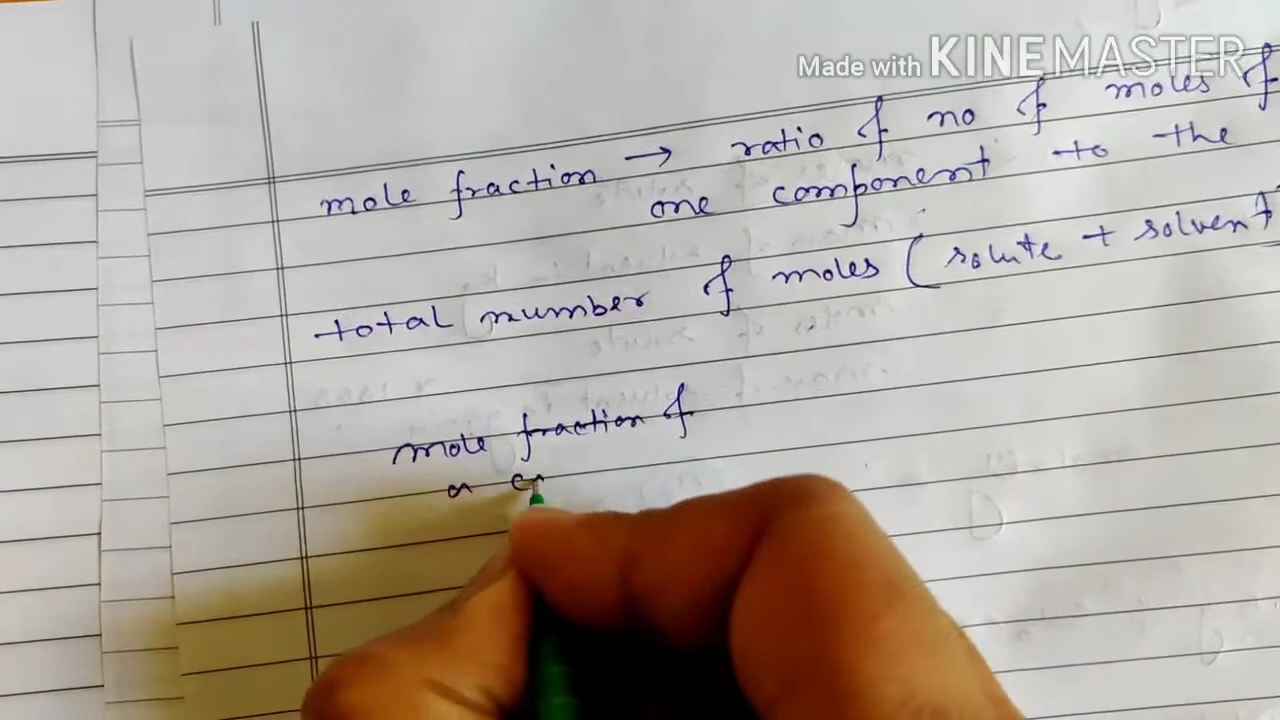 Made with KINEMASTER
mole fraction → ratio of no of moles of
one component to the
total number of moles (solute + solvent
mole fraction of
a